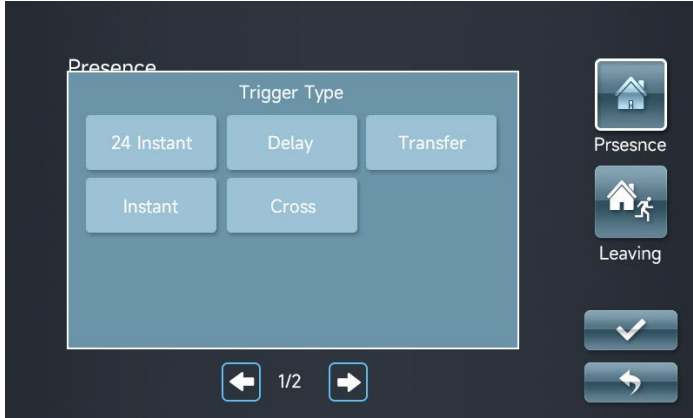 Presence
Trigger Type
24 Instant
Delay
Transfer
Instant
Cross
Prsesnce
Leaving
1/2